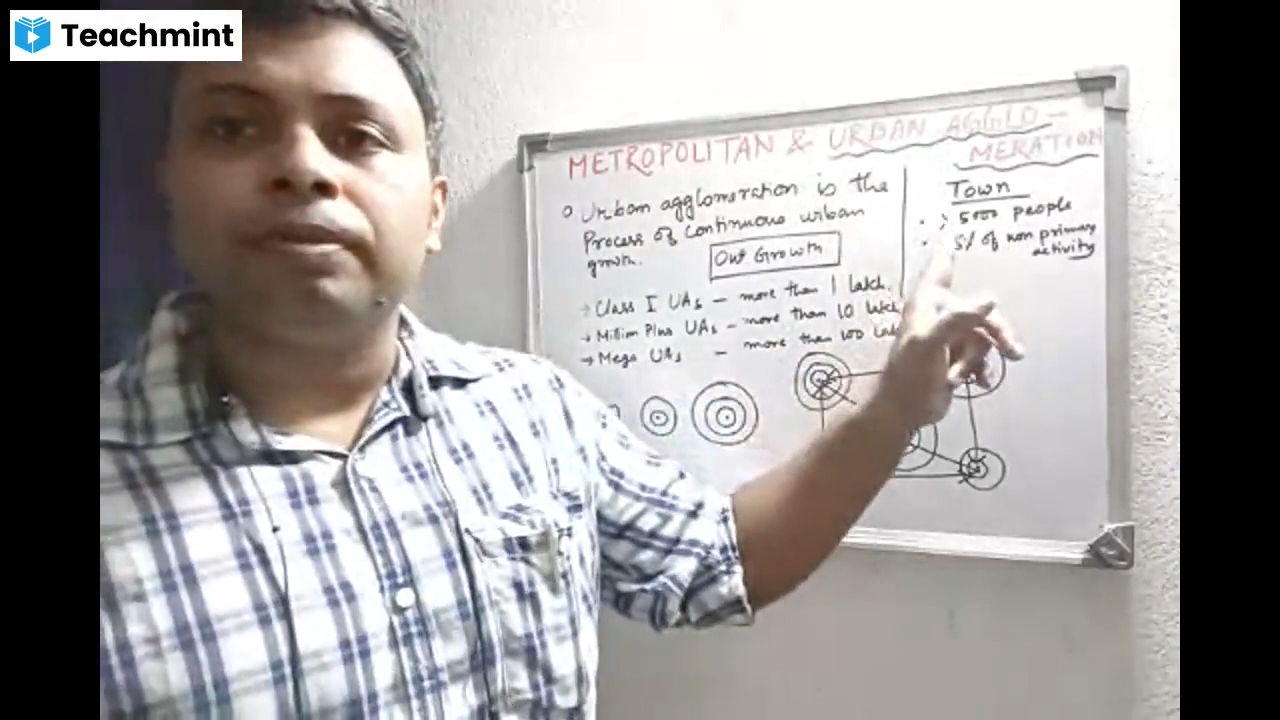 Teachmint
METROPOLITAN & URBAN AGGLO-
MERATION
Urban agglomeration is the
Process of continuous urban
growth.
Out Growth
→ Class I UAs – more than 1 lakh.
→ Million Plus UAs – more than 10 lakh
→ Mega UAs – more than 100
Town
5000 people
of non primary
activity